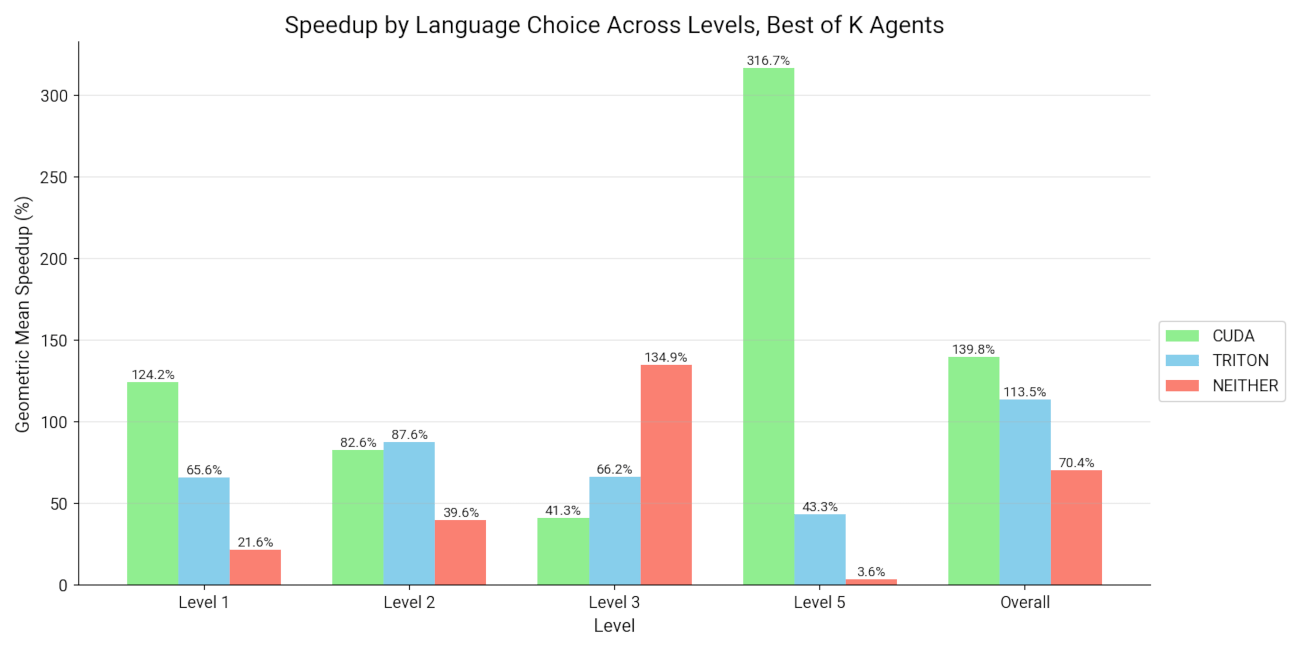 Speedup by Language Choice Across Levels, Best of K Agents
Geometric Mean Speedup (%)
300
250
200
150
100
50
0
124.2%
65.6%
21.6%
82.6%
87.6%
39.6%
41.3%
66.2%
134.9%
316.7%
43.3%
3.6%
139.8%
113.5%
70.4%
Level 1
Level 2
Level 3
Level 5
Overall
Level
CUDA
TRITON
NEITHER